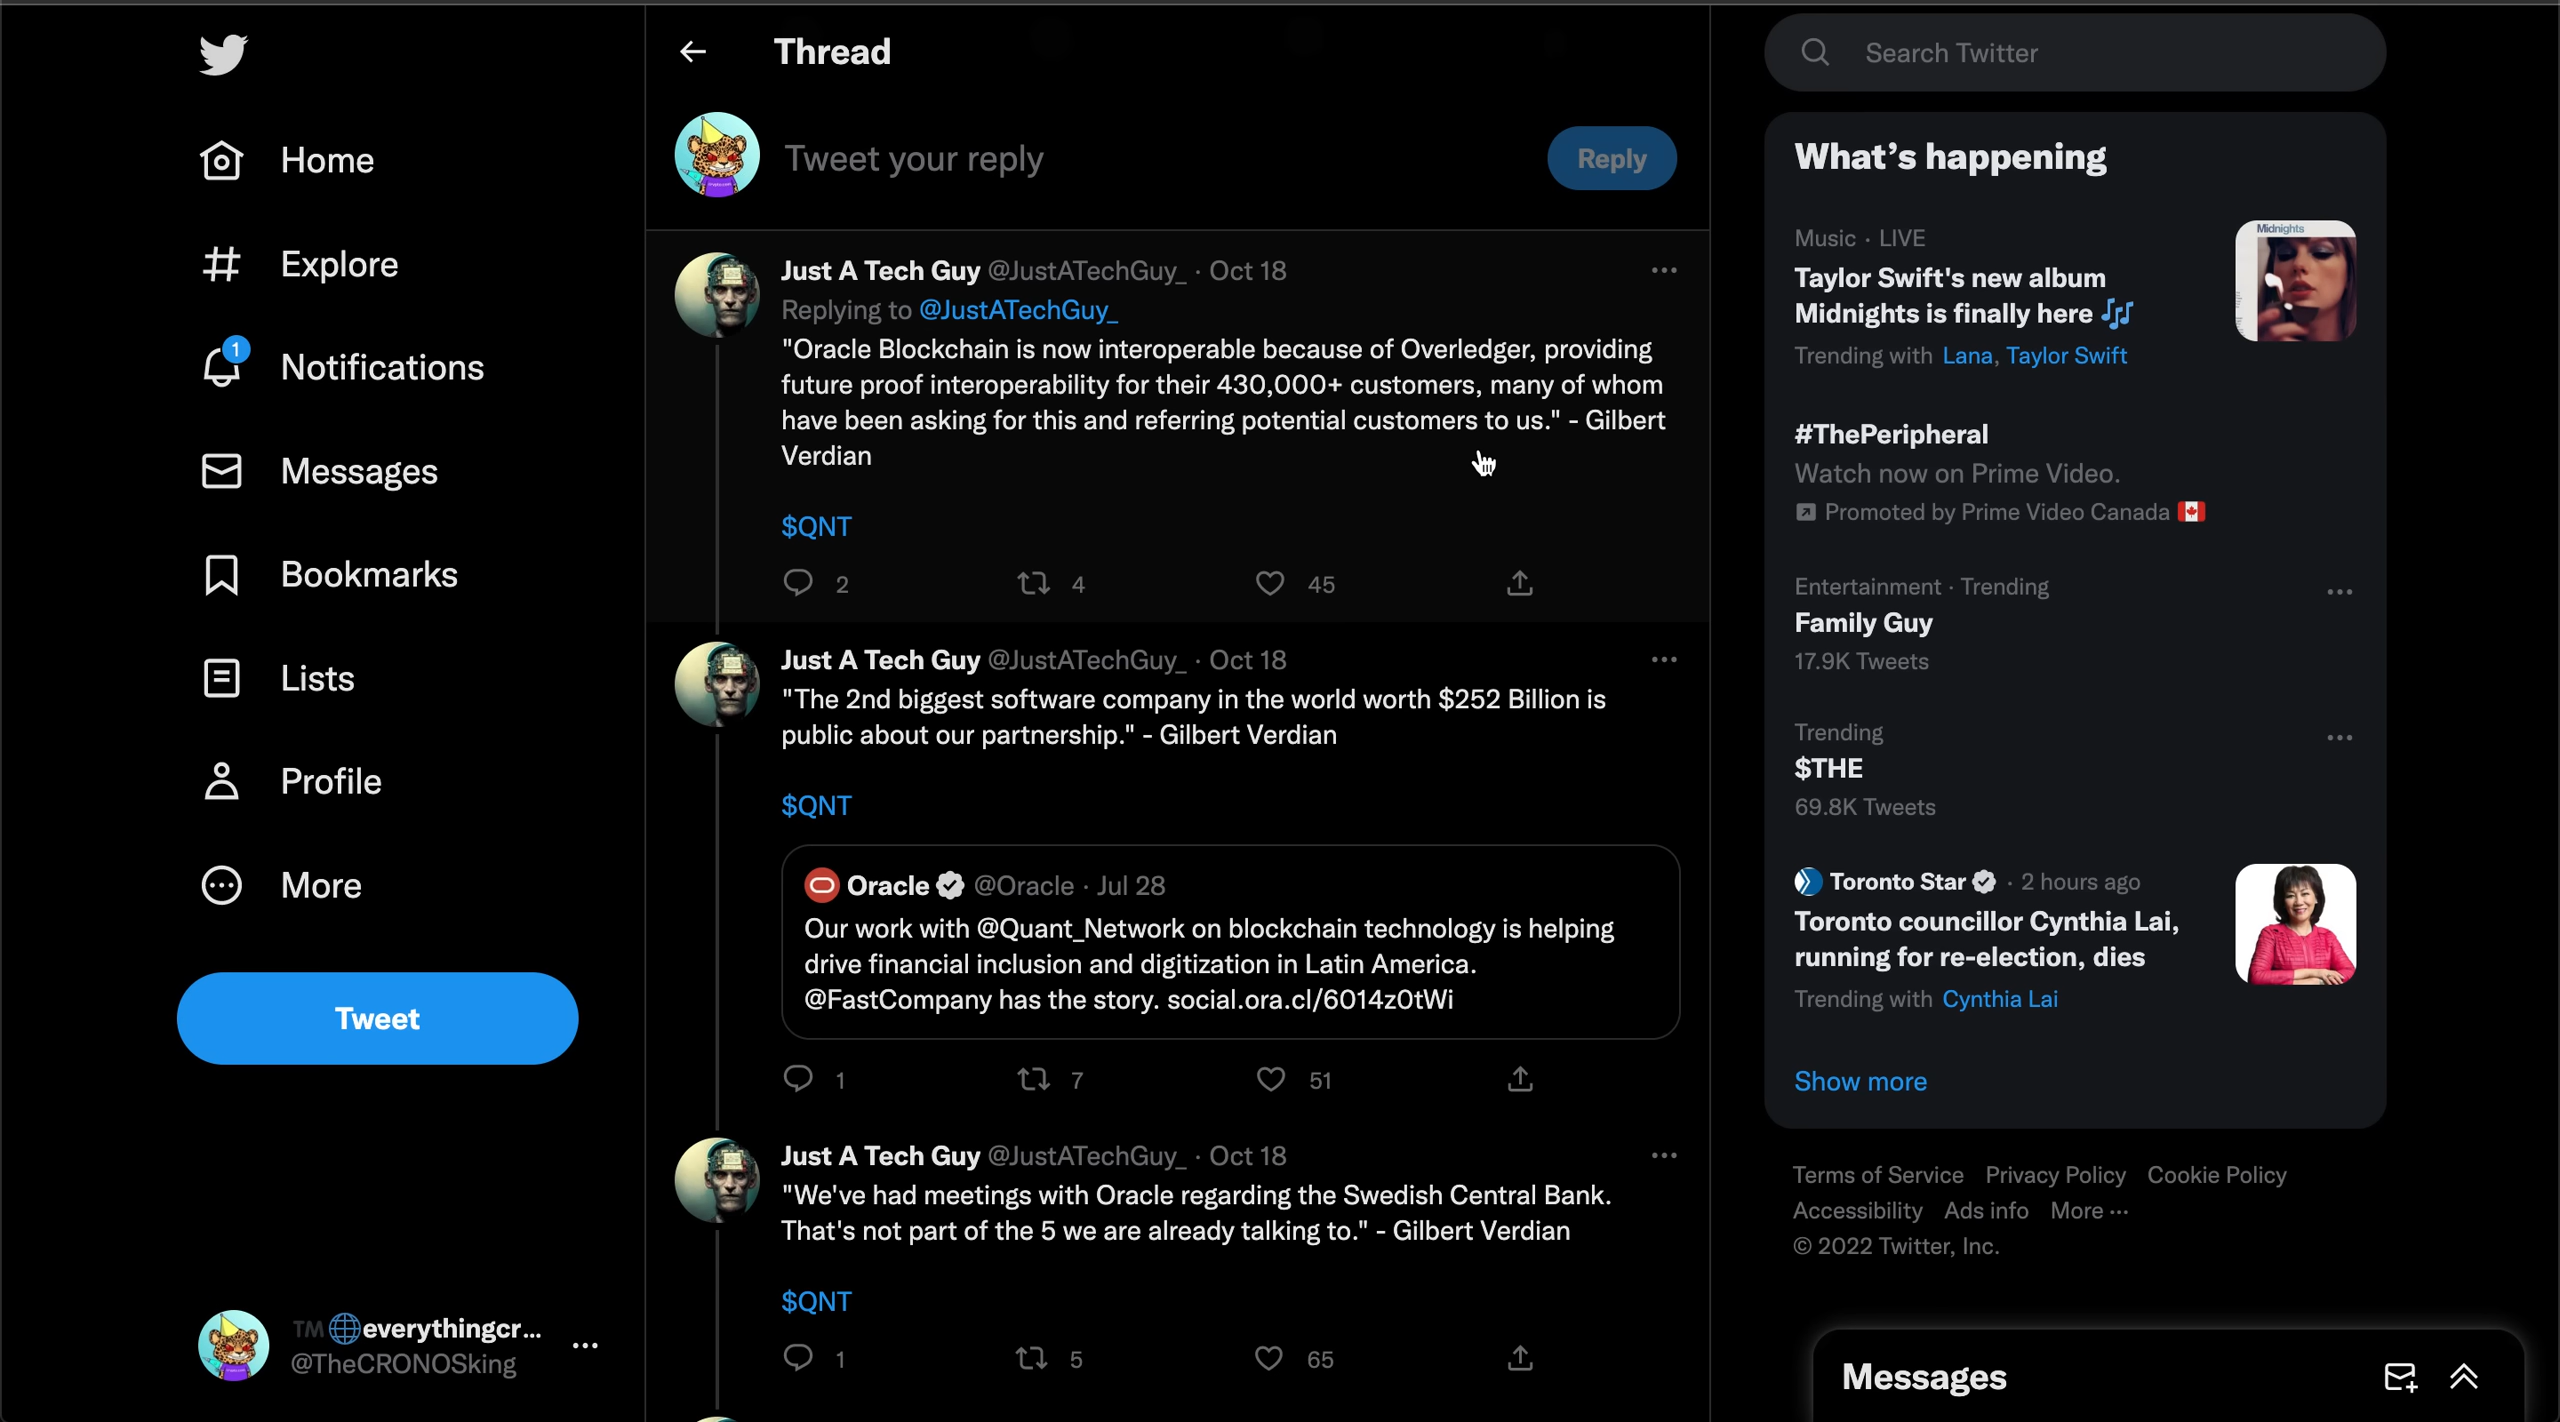 Home
Explore
1
Notifications
Messages
Bookmarks
Lists
Profile
More
Tweet
TM🌐everythingcr...
@TheCRONOSking
Thread
Tweet your reply
Reply
Just A Tech Guy @JustATechGuy_ · Oct 18
Replying to @JustATechGuy_
"Oracle Blockchain is now interoperable because of Overledger, providing
future proof interoperability for their 430,000+ customers, many of whom
have been asking for this and referring potential customers to us." - Gilbert
Verdian
$QNT
2 4 45
Just A Tech Guy @JustATechGuy_ · Oct 18
"The 2nd biggest software company in the world worth $252 Billion is
public about our partnership." - Gilbert Verdian
$QNT
Oracle @Oracle · Jul 28
Our work with @Quant_Network on blockchain technology is helping
drive financial inclusion and digitization in Latin America.
@FastCompany has the story. social.ora.cl/6014z0tWi
1 7 51
Just A Tech Guy @JustATechGuy_ · Oct 18
"We've had meetings with Oracle regarding the Swedish Central Bank.
That's not part of the 5 we are already talking to." - Gilbert Verdian
$QNT
1 5 65
Search Twitter
What's happening
Music · LIVE
Taylor Swift's new album
Midnights is finally here 🎶
Trending with Lana, Taylor Swift
Midnights
#ThePeripheral
Watch now on Prime Video.
Promoted by Prime Video Canada 🇨🇦
Entertainment · Trending
Family Guy
17.9K Tweets
Trending
$THE
69.8K Tweets
Toronto Star · 2 hours ago
Toronto councillor Cynthia Lai,
running for re-election, dies
Trending with Cynthia Lai
Show more
Terms of Service Privacy Policy Cookie Policy
Accessibility Ads info More ···
© 2022 Twitter, Inc.
Messages